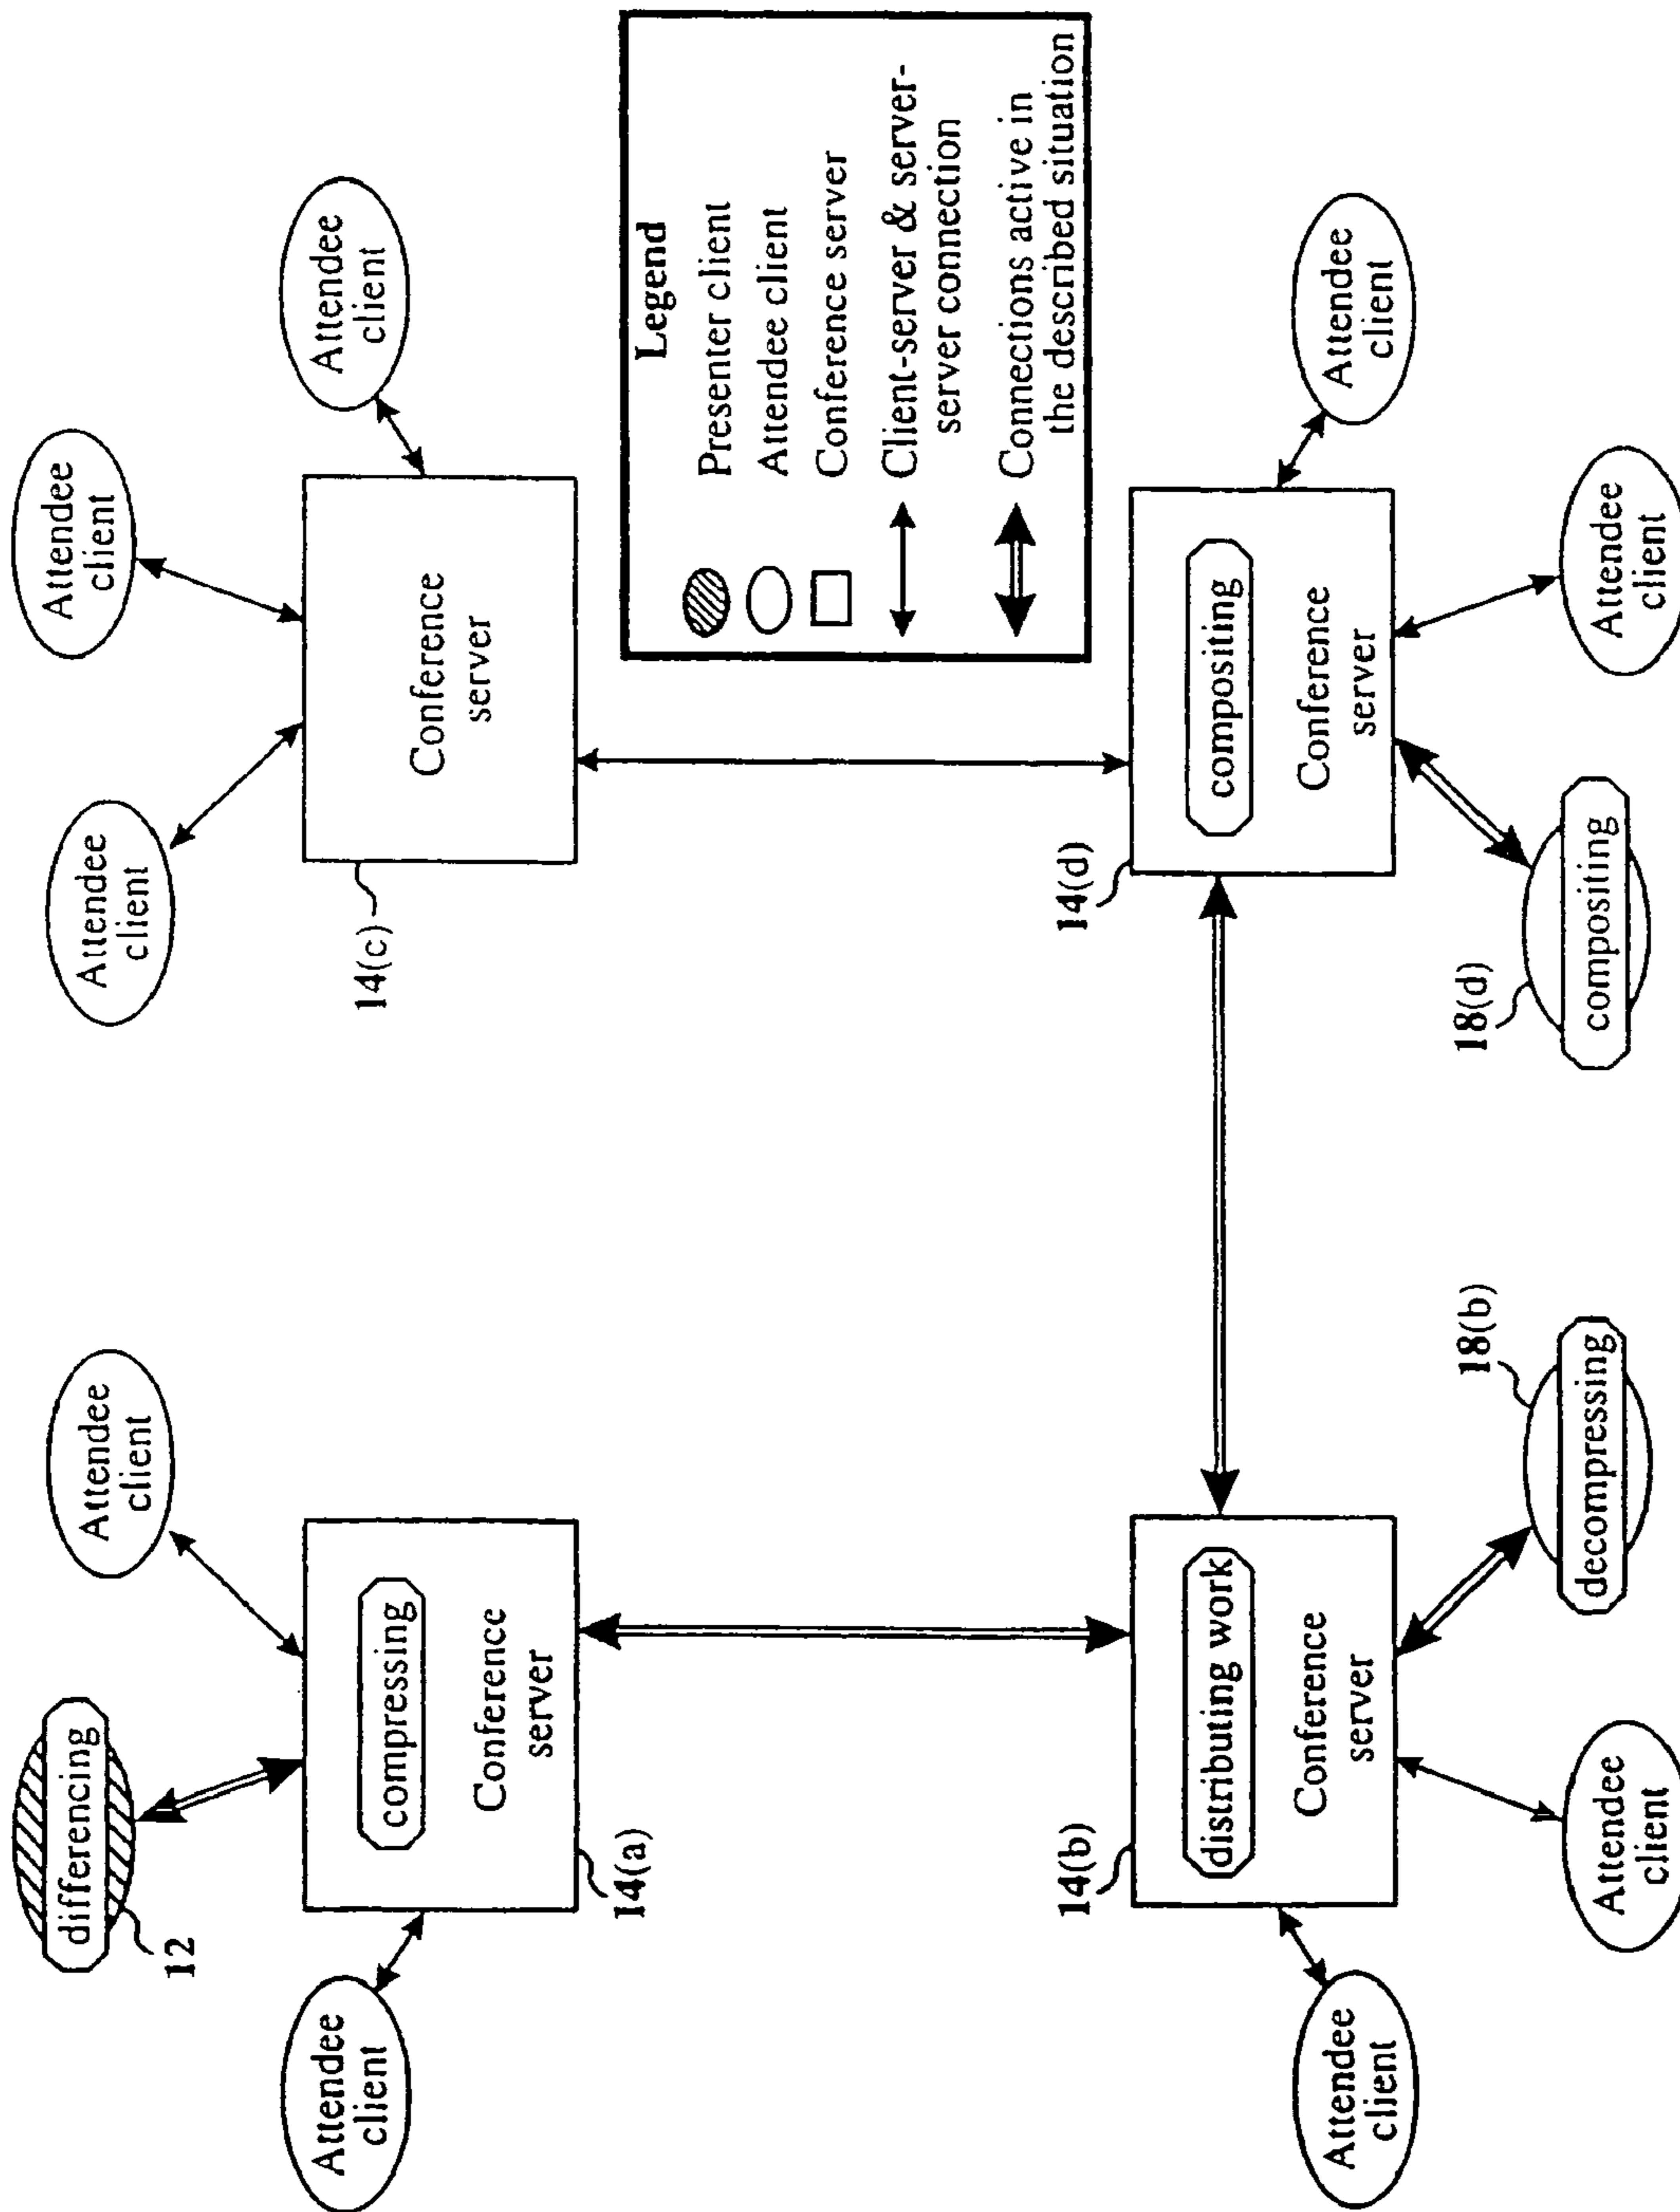 Attendee
client
12
differencing
Attendee
client
14(a)
compressing
Conference
server
Attendee
client
Attendee
client
Attendee
client
14(c)
Conference
server
Attendee
client
Attendee
client
14(b)
distributing work
Conference
server
Attendee
client
decompressing
18(b)
18(d)
compositing
14(d)
compositing
Conference
server
Attendee
client
Attendee
client
Legend
Presenter client
Attendee client
Conference server
Client-server & server-
server connection
Connections active in
the described situation